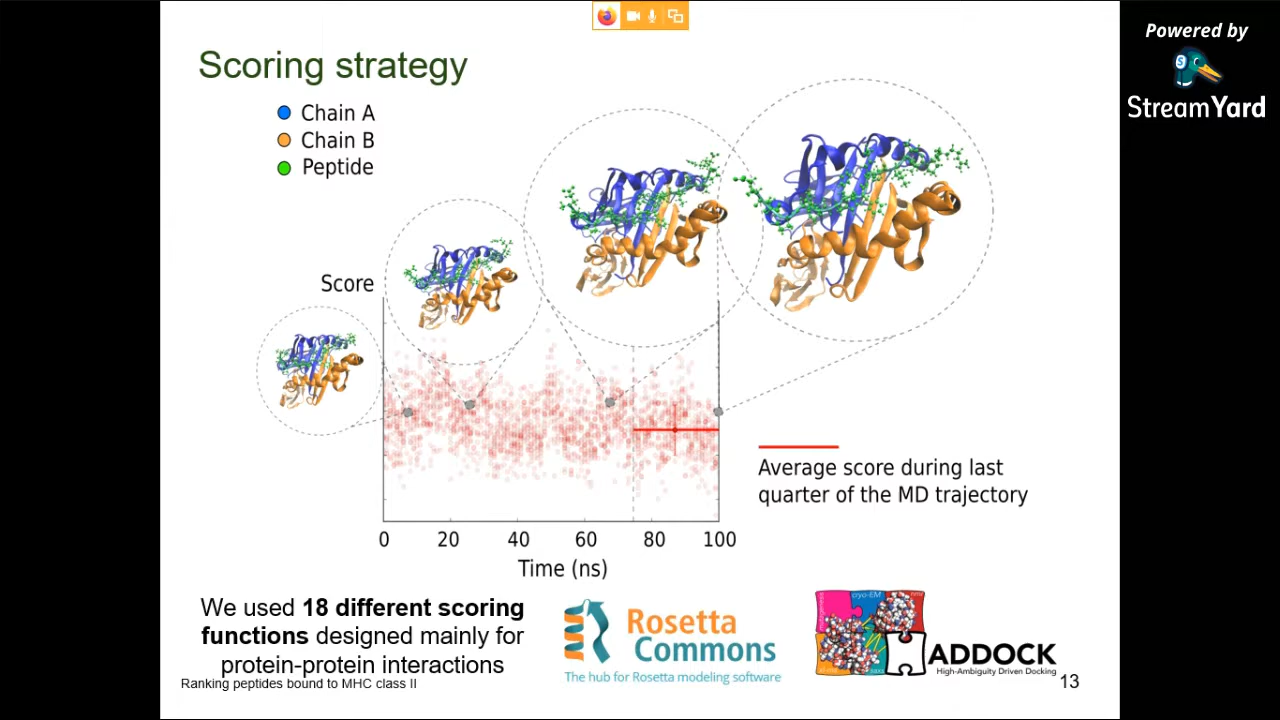 Scoring strategy
Chain A
Chain B
Peptide
Score
0 20 40 60 80 100
Time (ns)
Average score during last
quarter of the MD trajectory
We used 18 different scoring
functions designed mainly for
protein-protein interactions
Ranking peptides bound to MHC class II
Rosetta
Commons
The hub for Rosetta modeling software
cryo-EM
ADDOCK
High-Ambiguity Driven Docking
13
Powered by
S
StreamYard